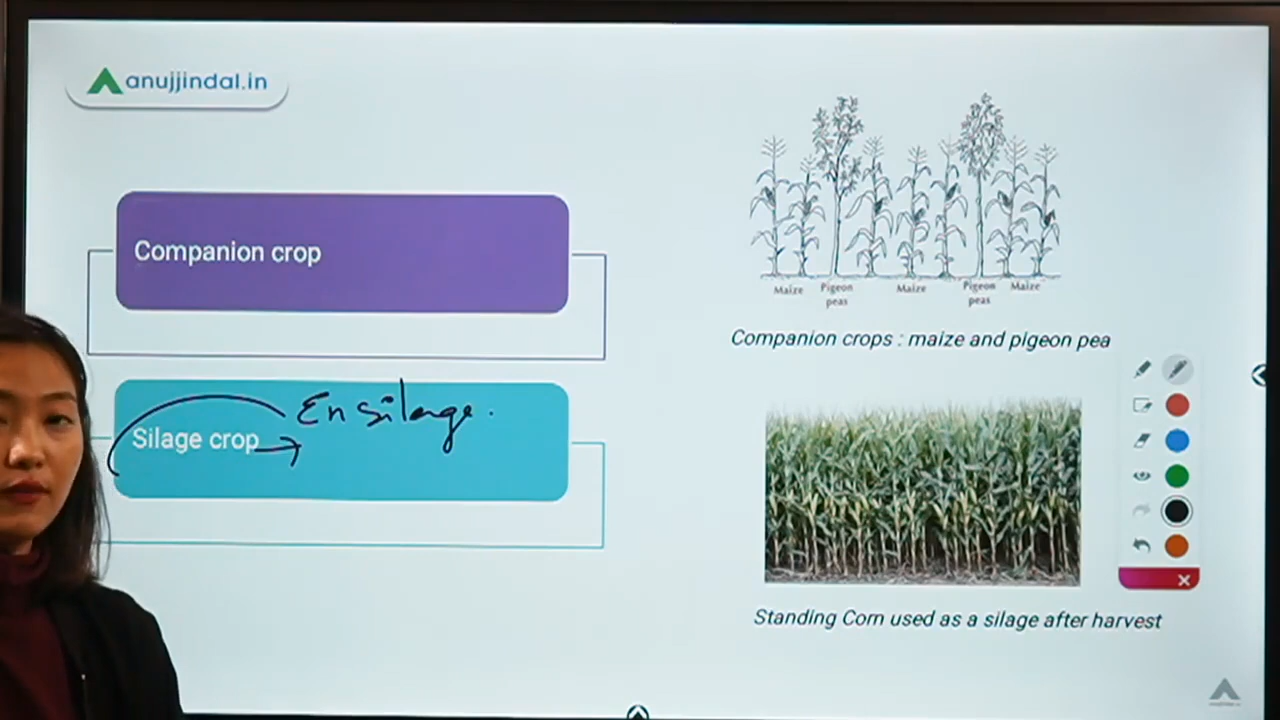 anujjindal.in
Companion crop
Silage crop
Ensilage.
Maize Pigeon peas Maize Pigeon peas Maize
Companion crops : maize and pigeon pea
Standing Corn used as a silage after harvest